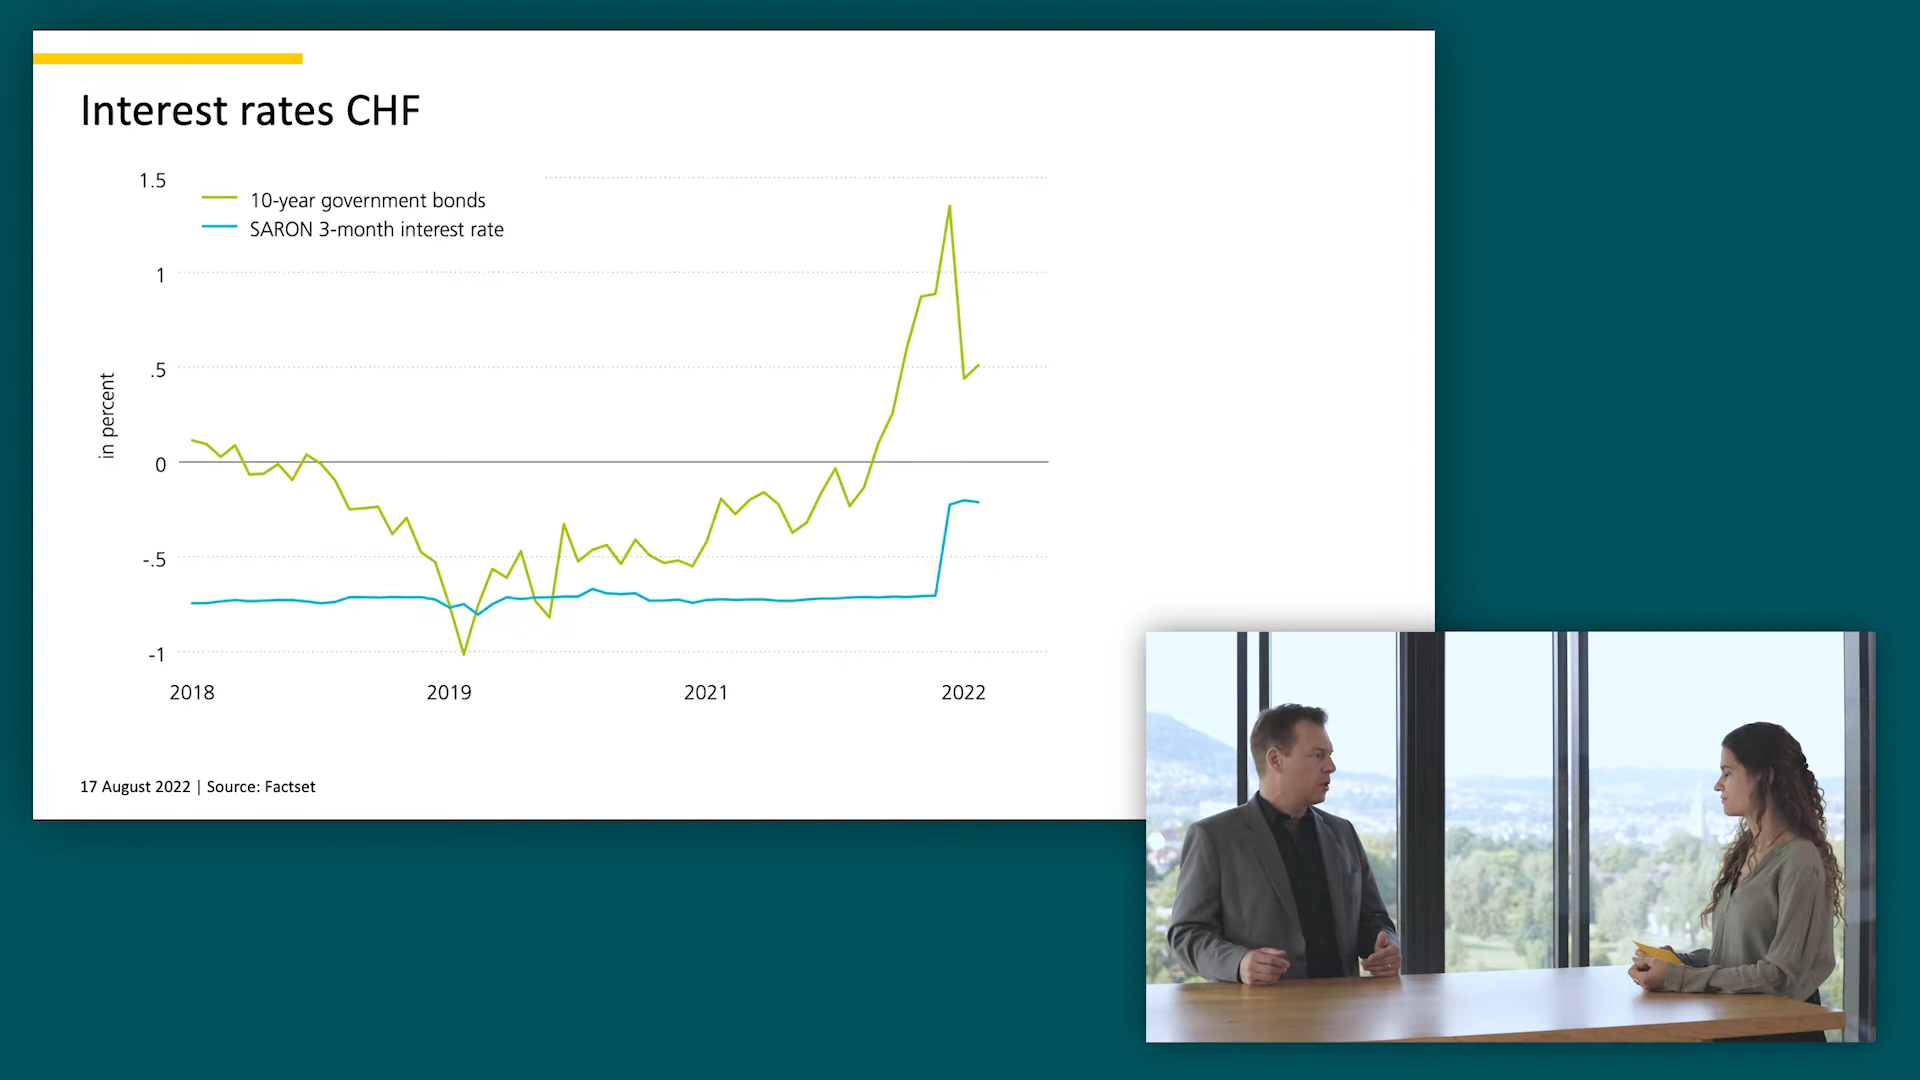 Interest rates CHF
10-year government bonds
SARON 3-month interest rate
in percent
1.5
1
.5
0
-.5
-1
2018
2019
2021
2022
17 August 2022 | Source: Factset